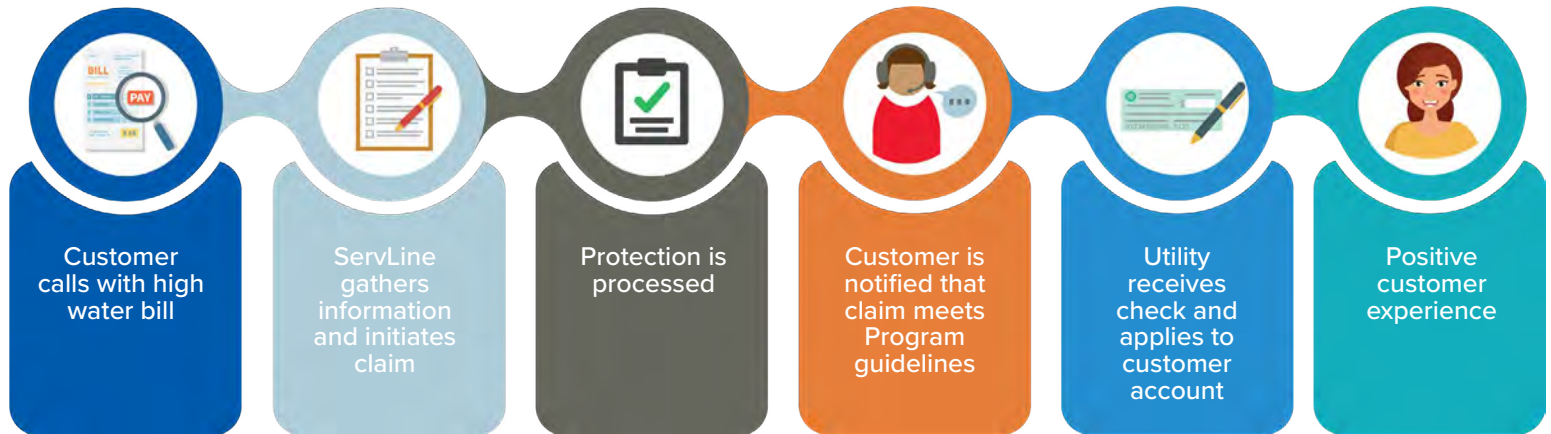 BILL
PAY
Customer
calls with high
water bill
ServLine
gathers
information
and initiates
claim
Protection is
processed
Customer is
notified that
claim meets
Program
guidelines
Utility
receives
check and
applies to
customer
account
Positive
customer
experience